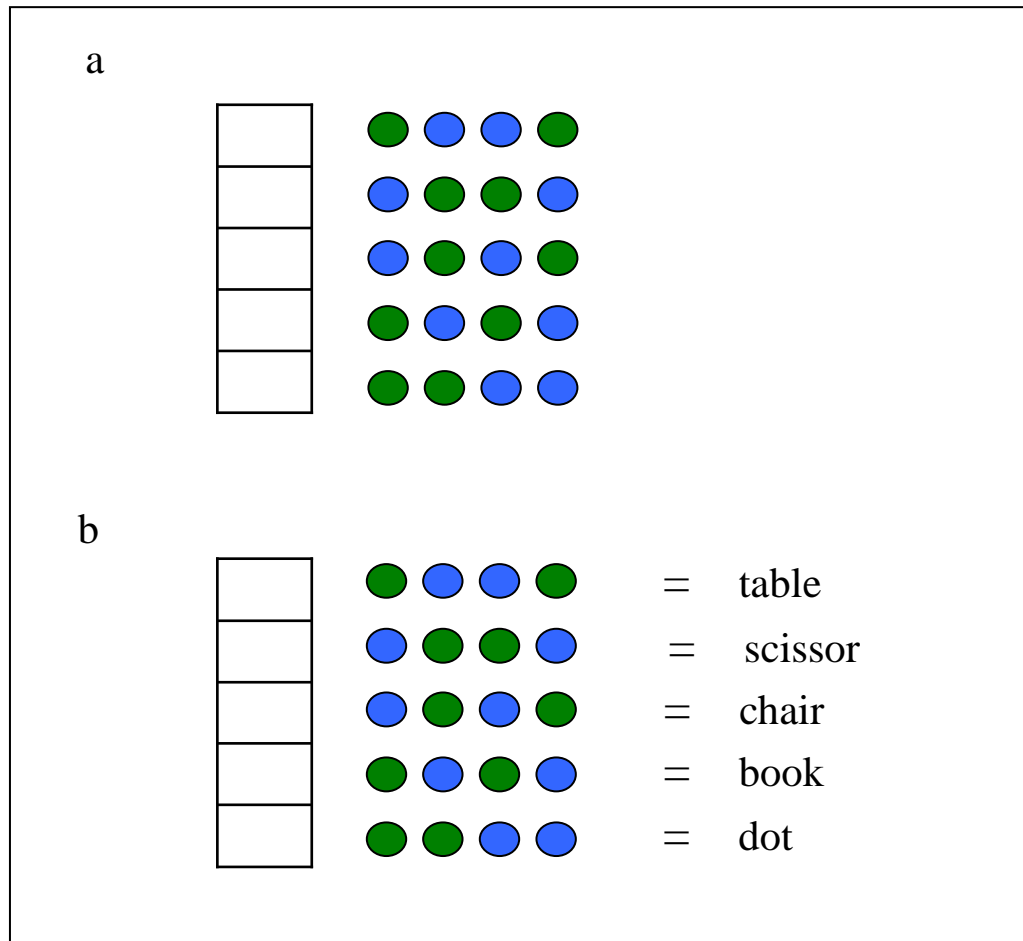 a
b
= table
= scissor
= chair
= book
= dot